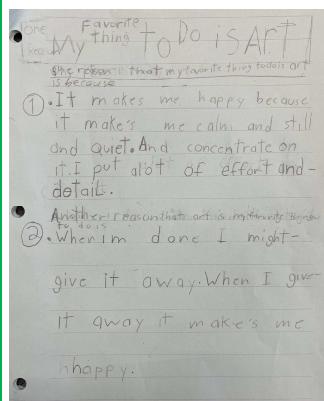 one
My Favorite thing To Do is Art
reason that my favorite thing todo is art
is because
1. It makes me happy because
it make's me calm and still
and quiet. And concentrate on
it. I put alot of effort and-
detail.
Another reason that art is my favorite thing
to do is
2. When im done I might-
give it away. When I give-
it away it make's me
hhappy.